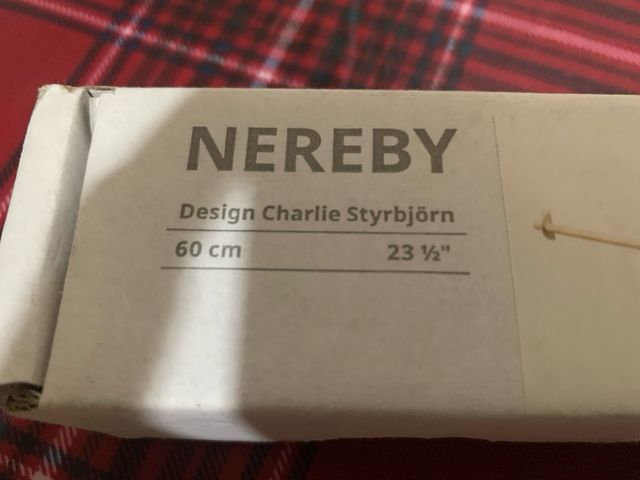 NEREBY
Design Charlie Styrbjörn
60 cm 23 ½"